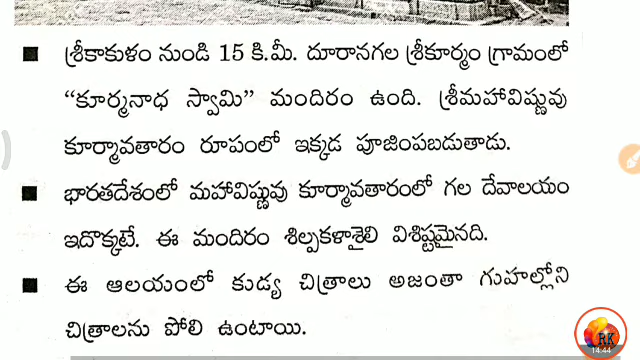 ■ శ్రీకాకుళం నుండి 15 కి.మీ. దూరానగల శ్రీకూర్మం గ్రామంలో
“కూర్మనాధ స్వామి” మందిరం ఉంది. శ్రీమహావిష్ణువు
కూర్మావతారం రూపంలో ఇక్కడ పూజింపబడుతాడు.
■ భారతదేశంలో మహావిష్ణువు కూర్మావతారంలో గల దేవాలయం
ఇదొక్కటే. ఈ మందిరం శిల్పకళాశైలి విశిష్టమైనది.
■ ఈ ఆలయంలో కుడ్య చిత్రాలు అజంతా గుహల్లోని
చిత్రాలను పోలి ఉంటాయి.
RK
14:44